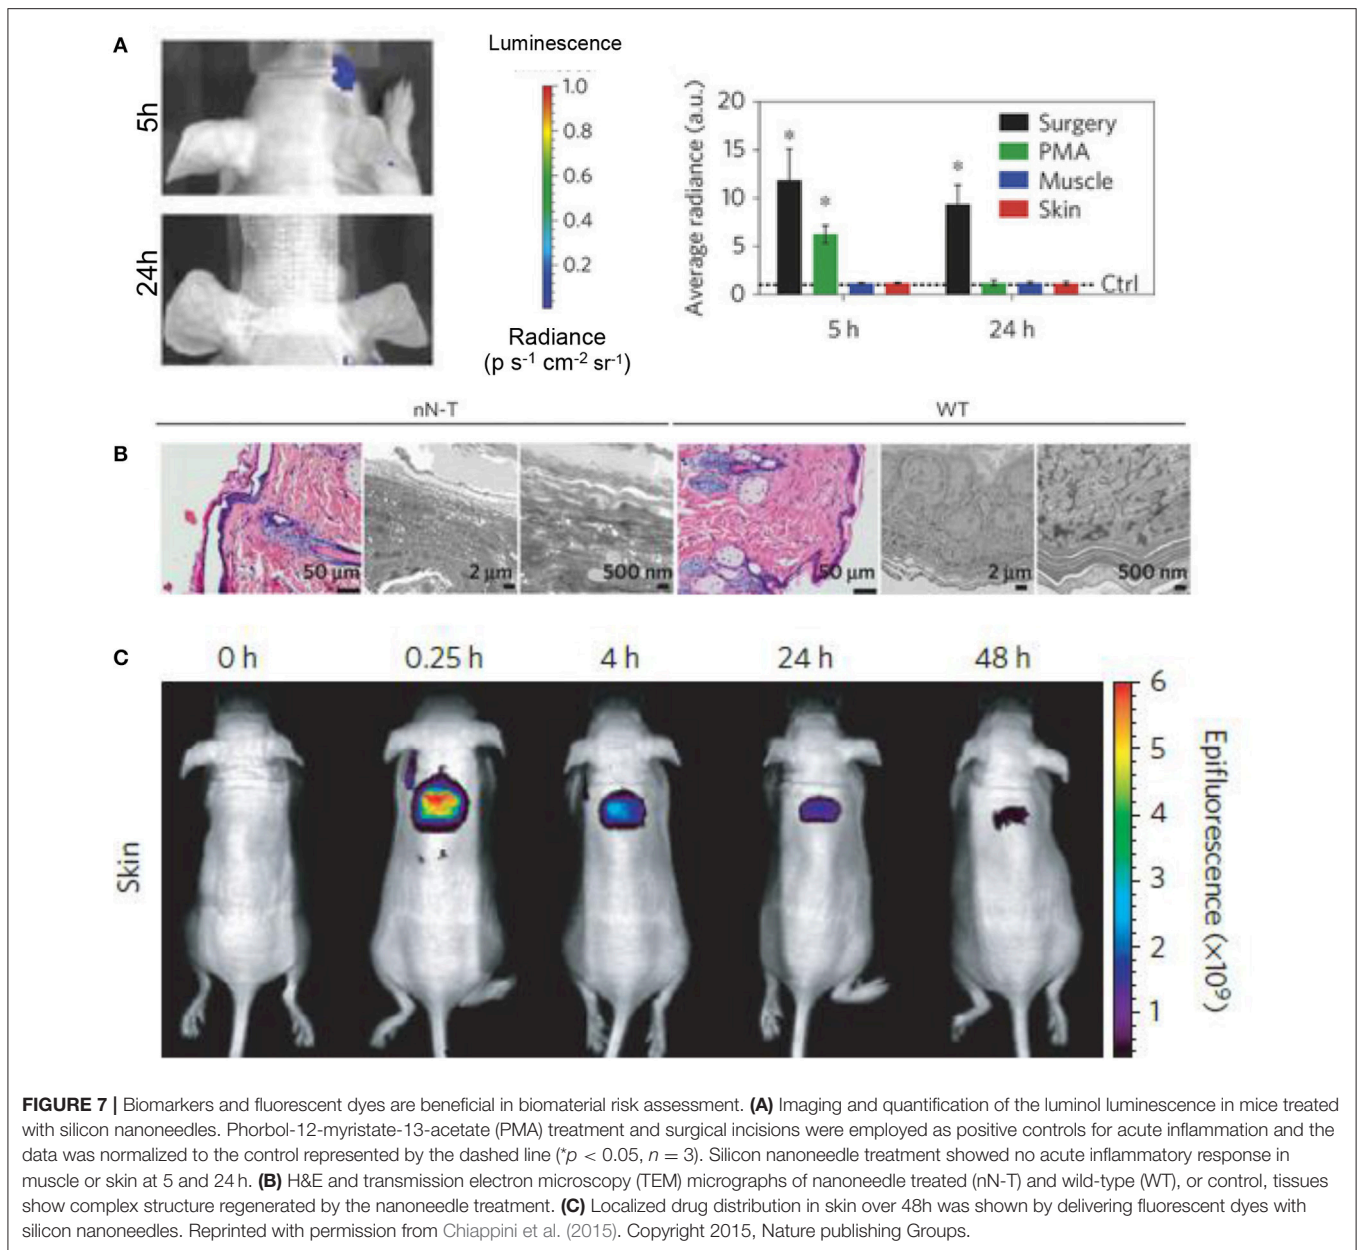 A
5h
24h
Luminescence
1.0
0.8
0.6
0.4
0.2
Radiance
(p s-1 cm-2 sr-1)
Average radiance (a.u.)
20
15
10
5
0
*
*
*
Surgery
PMA
Muscle
Skin
Ctrl
5 h
24 h
nN-T
WT
B
50 µm
2 µm
500 nm
50 µm
2 µm
500 nm
C
0 h
0.25 h
4 h
24 h
48 h
Skin
6
5
4
3
2
1
Epifluorescence (×10⁹)
FIGURE 7 | Biomarkers and fluorescent dyes are beneficial in biomaterial risk assessment. (A) Imaging and quantification of the luminol luminescence in mice treated
with silicon nanoneedles. Phorbol-12-myristate-13-acetate (PMA) treatment and surgical incisions were employed as positive controls for acute inflammation and the
data was normalized to the control represented by the dashed line (*p < 0.05, n = 3). Silicon nanoneedle treatment showed no acute inflammatory response in
muscle or skin at 5 and 24 h. (B) H&E and transmission electron microscopy (TEM) micrographs of nanoneedle treated (nN-T) and wild-type (WT), or control, tissues
show complex structure regenerated by the nanoneedle treatment. (C) Localized drug distribution in skin over 48h was shown by delivering fluorescent dyes with
silicon nanoneedles. Reprinted with permission from Chiappini et al. (2015). Copyright 2015, Nature publishing Groups.